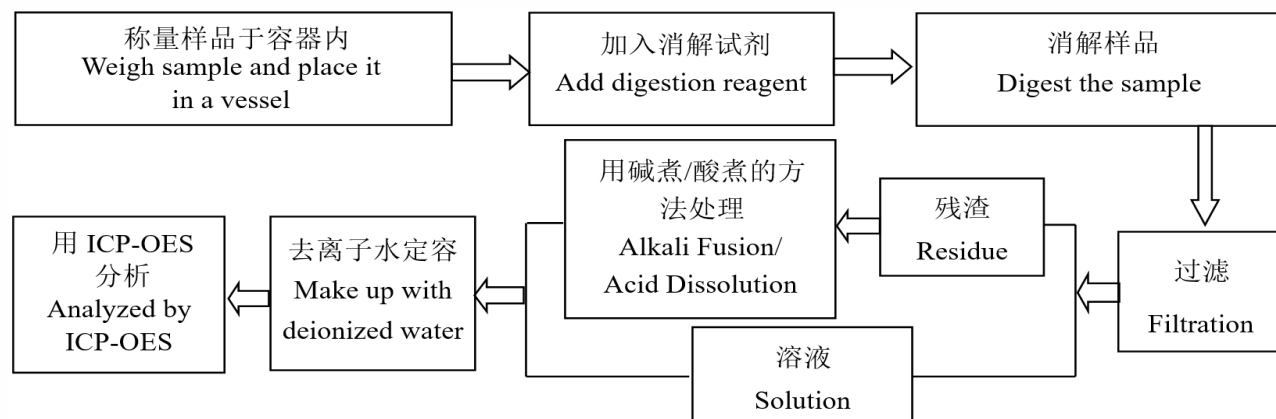 称量样品于容器内
Weigh sample and place it
in a vessel
加入消解试剂
Add digestion reagent
消解样品
Digest the sample
过滤
Filtration
残渣
Residue
用碱煮/酸煮的方
法处理
Alkali Fusion/
Acid Dissolution
溶液
Solution
去离子水定容
Make up with
deionized water
用 ICP-OES
分析
Analyzed by
ICP-OES